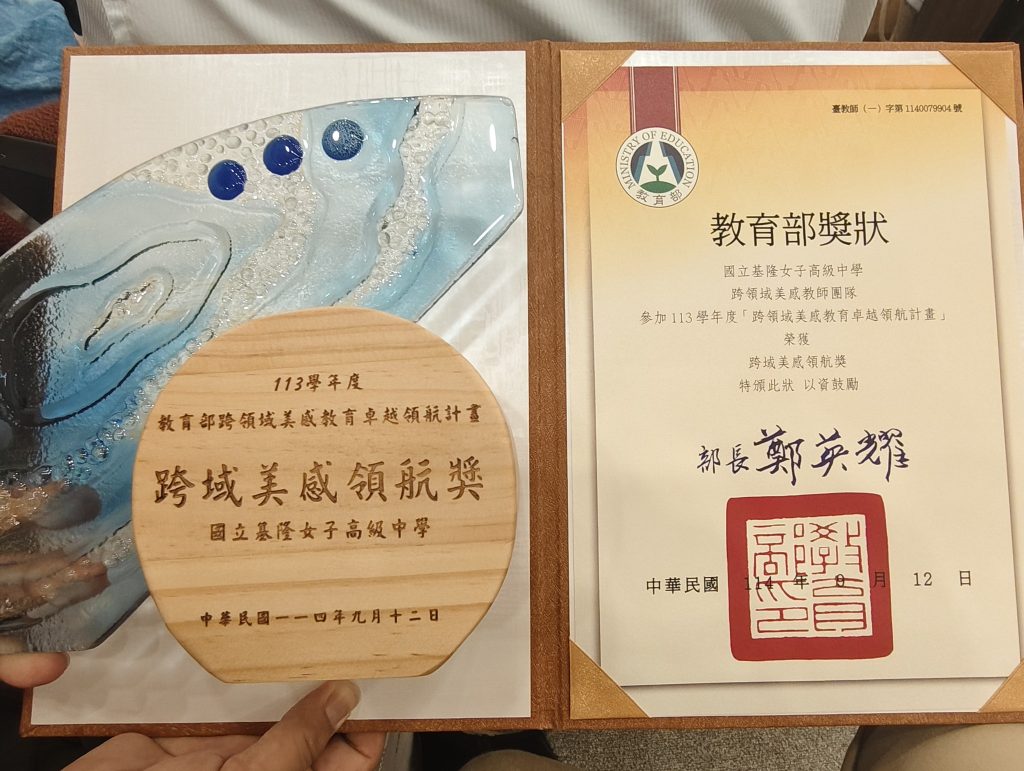 113學年度
教育部跨領域美感教育卓越領航計畫
跨域美感領航獎
國立基隆女子高級中學
中華民國一一四年九月十二日
臺教師（一）字第1140079904號
MINISTRY OF EDUCATION
教育部
教育部獎狀
國立基隆女子高級中學
跨領域美感教師團隊
參加113學年度「跨領域美感教育卓越領航計畫」
榮獲
跨域美感領航獎
特頒此狀 以資鼓勵
部長 鄭英耀
中華民國 114 年 9 月 12 日
教育部印